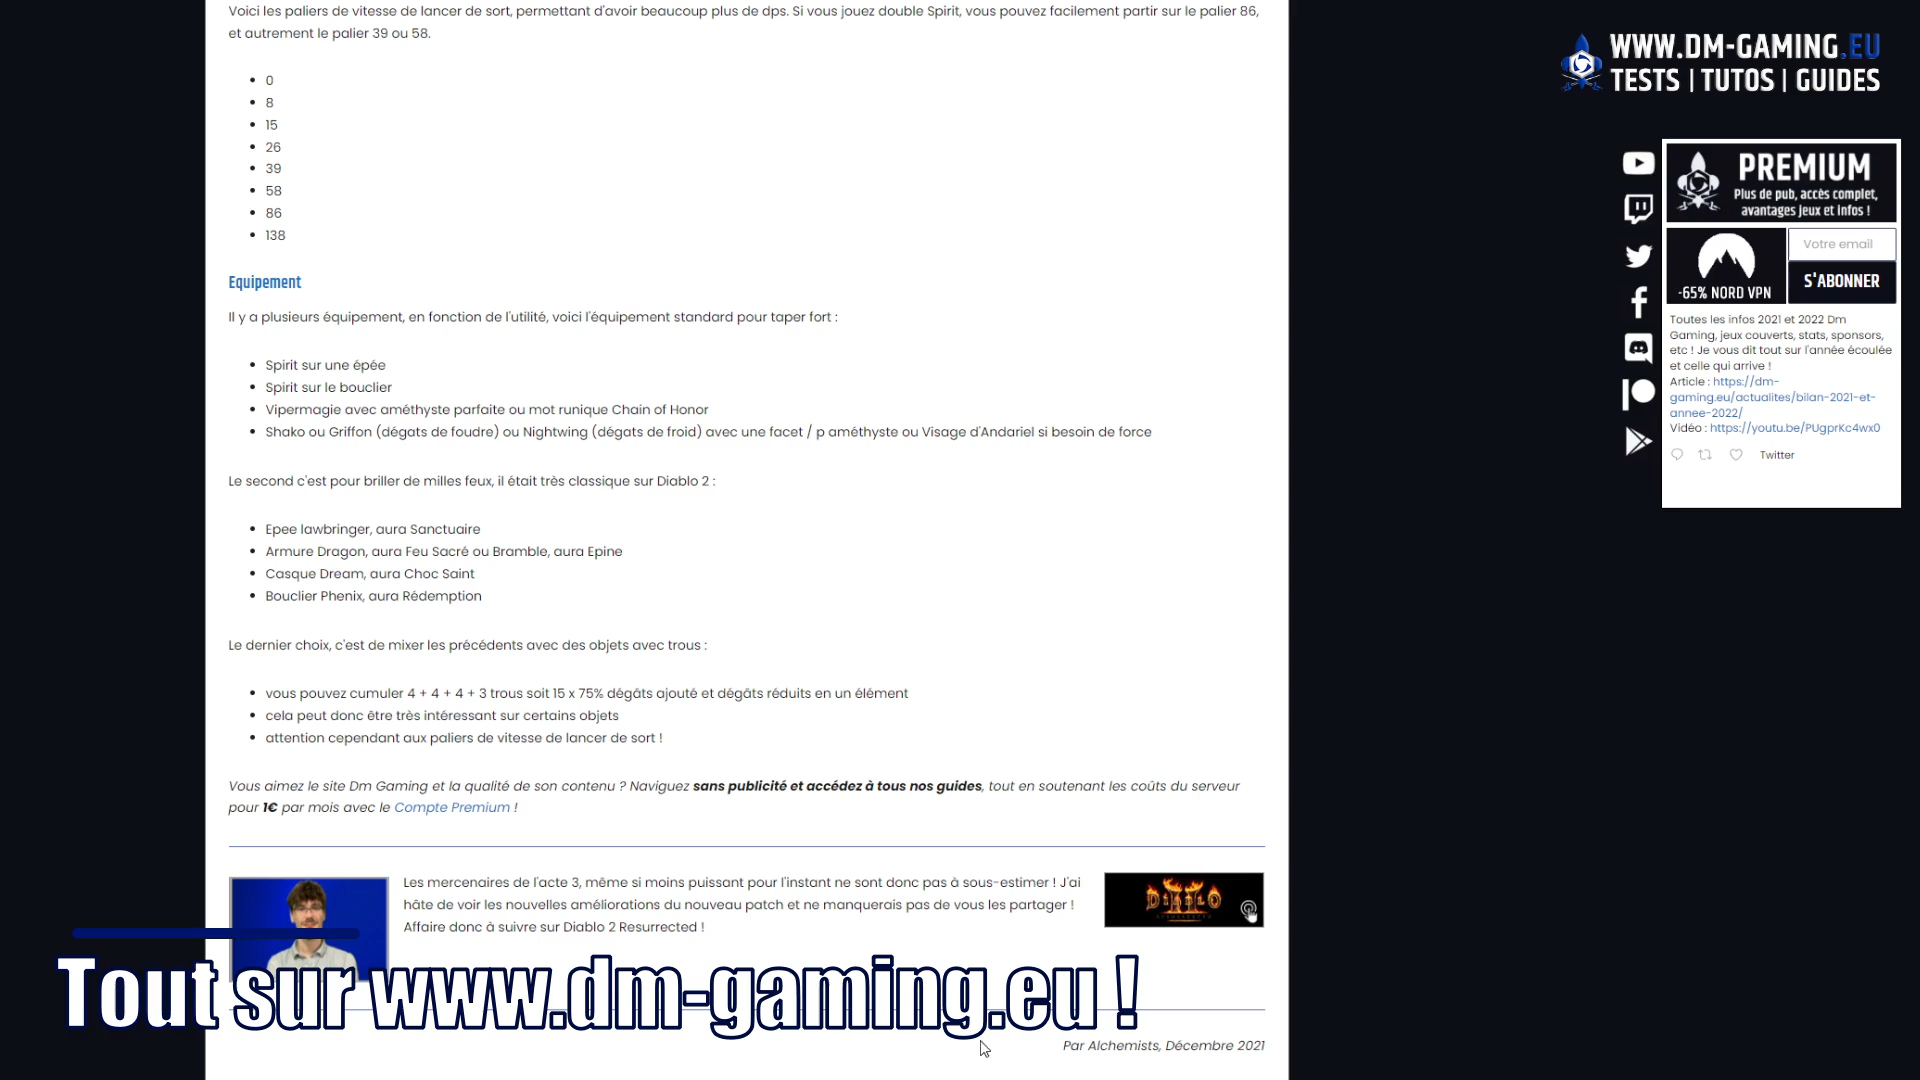 Voici les paliers de vitesse de lancer de sort, permettant d'avoir beaucoup plus de dps. Si vous jouez double Spirit, vous pouvez facilement partir sur le palier 86,
et autrement le palier 39 ou 58.
• 0
• 8
• 15
• 26
• 39
• 58
• 86
• 138
Equipement
Il y a plusieurs équipement, en fonction de l'utilité, voici l'équipement standard pour taper fort :
• Spirit sur une épée
• Spirit sur le bouclier
• Vipermagie avec améthyste parfaite ou mot runique Chain of Honor
• Shako ou Griffon (dégats de foudre) ou Nightwing (dégats de froid) avec une facet / p améthyste ou Visage d'Andariel si besoin de force
Le second c'est pour briller de milles feux, il était très classique sur Diablo 2 :
• Epee lawbringer, aura Sanctuaire
• Armure Dragon, aura Feu Sacré ou Bramble, aura Epine
• Casque Dream, aura Choc Saint
• Bouclier Phenix, aura Rédemption
Le dernier choix, c'est de mixer les précédents avec des objets avec trous :
• vous pouvez cumuler 4 + 4 + 4 + 3 trous soit 15 x 75% dégâts ajouté et dégâts réduits en un élément
• cela peut donc être très intéressant sur certains objets
• attention cependant aux paliers de vitesse de lancer de sort !
Vous aimez le site Dm Gaming et la qualité de son contenu ? Naviguez sans publicité et accédez à tous nos guides, tout en soutenant les coûts du serveur
pour 1€ par mois avec le Compte Premium !
Les mercenaires de l'acte 3, même si moins puissant pour l'instant ne sont donc pas à sous-estimer ! J'ai
hâte de voir les nouvelles améliorations du nouveau patch et ne manquerais pas de vous les partager !
Affaire donc à suivre sur Diablo 2 Resurrected !
DIABLO
Tout sur www.dm-gaming.eu !
Par Alchemists, Décembre 2021
WWW.DM-GAMING.EU
TESTS | TUTOS | GUIDES
PREMIUM
Plus de pub, accès complet,
avantages jeux et infos !
-65% NORD VPN
Votre email
S'ABONNER
Toutes les infos 2021 et 2022 Dm
Gaming, jeux couverts, stats, sponsors,
etc ! Je vous dit tout sur l'année écoulée
et celle qui arrive !
Article : https://dm-
gaming.eu/actualites/bilan-2021-et-
annee-2022/
Vidéo : https://youtu.be/PUgprKc4wx0
Twitter